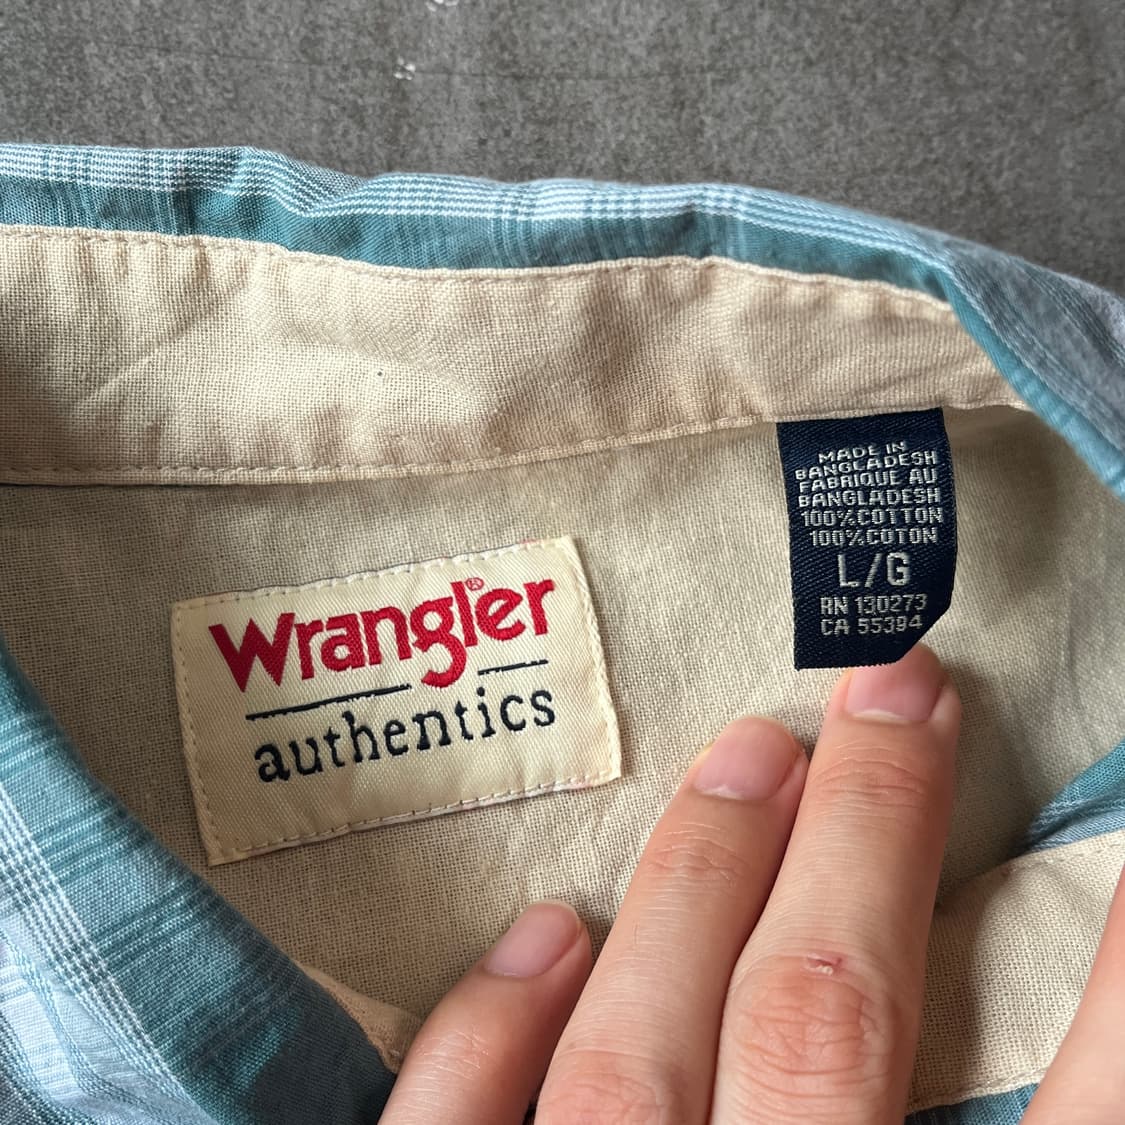 Wrangler®
authentics
MADE IN
BANGLADESH
FABRIQUE AU
BANGLADESH
100%COTTON
100%COTON
L/G
RN 130273
CA 55394